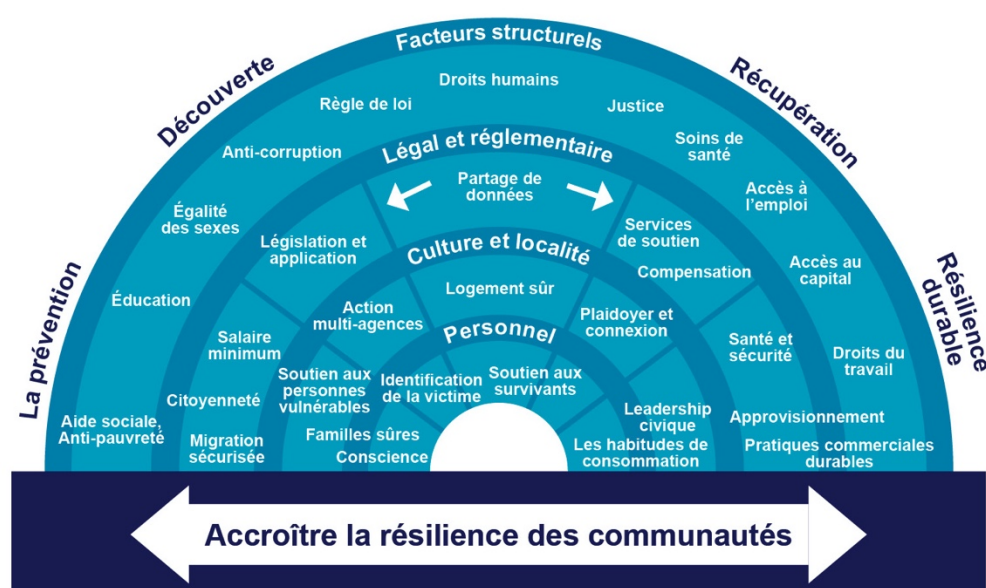 Découverte
Récupération
La prévention
Résilience
durable
Facteurs structurels
Droits humains
Règle de loi
Justice
Anti-corruption
Soins de
santé
Égalité
des sexes
Accès à
l’emploi
Éducation
Accès au
capital
Aide sociale,
Anti-pauvreté
Droits du
travail
Pratiques commerciales
durables
Légal et réglementaire
Partage de
données
Législation et
application
Services
de soutien
Compensation
Salaire
minimum
Santé et
sécurité
Citoyenneté
Approvisionnement
Migration
sécurisée
Culture et localité
Logement sûr
Action
multi-agences
Plaidoyer et
connexion
Soutien aux
personnes
vulnérables
Leadership
civique
Familles sûres
Les habitudes de
consommation
Personnel
Identification
de la victime
Soutien aux
survivants
Conscience
Accroître la résilience des communautés